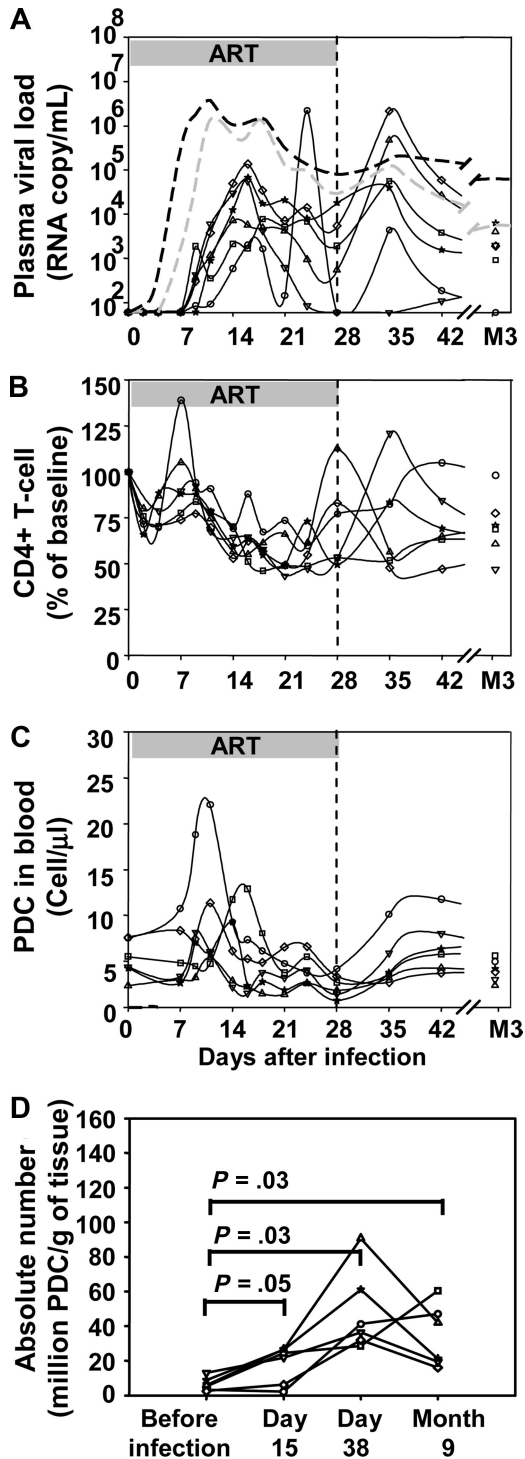 A
ART
Plasma viral load
(RNA copy/mL)
10^8
10^7
10^6
10^5
10^4
10^3
10^2
0 7 14 21 28 35 42 M3
B
ART
CD4+ T-cell
(% of baseline)
150
125
100
75
50
25
0
0 7 14 21 28 35 42 M3
C
ART
PDC in blood
(Cell/µl)
30
25
20
15
10
5
0
0 7 14 21 28 35 42 M3
Days after infection
D
Absolute number
(million PDC/g of tissue)
160
120
100
80
60
40
20
0
P = .03
P = .03
P = .05
Before Day Day Month
infection 15 38 9